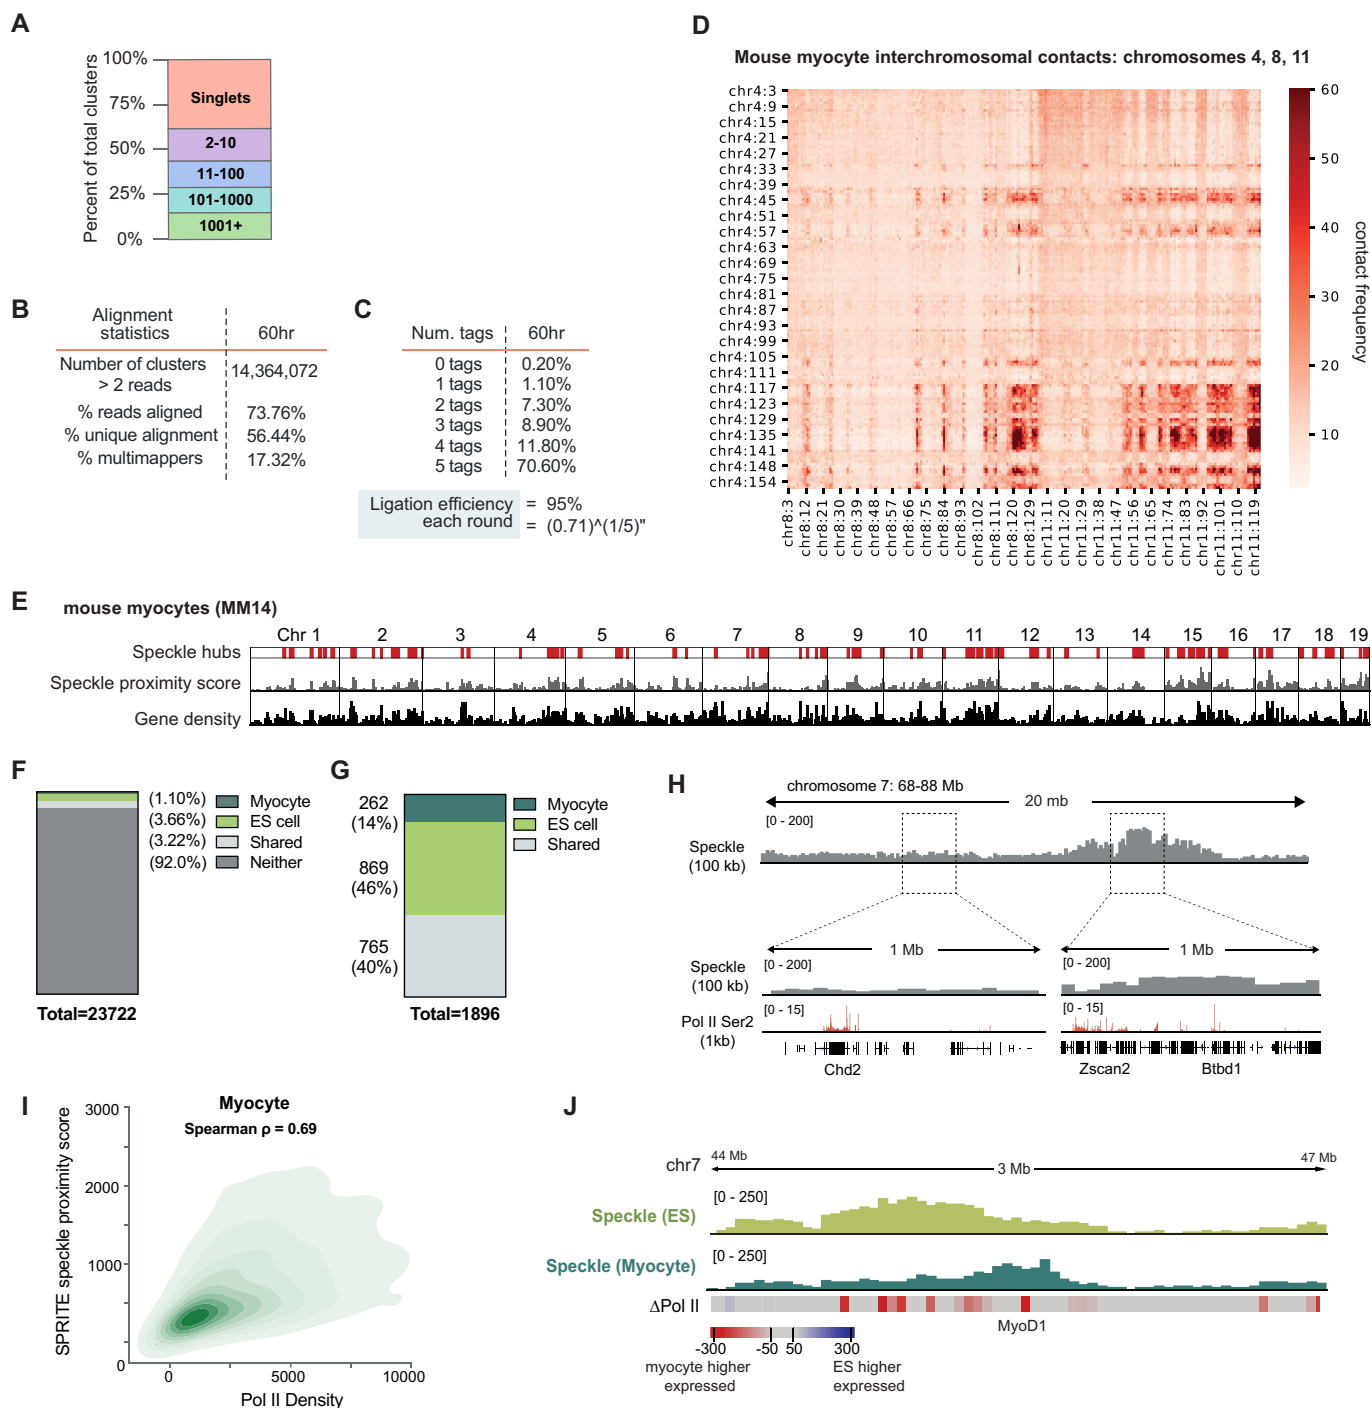 A
100%
75%
50%
25%
0%
Percent of total clusters
Singlets
2-10
11-100
101-1000
1001+
B
Alignment
statistics
60hr
Number of clusters
> 2 reads
14,364,072
% reads aligned
73.76%
% unique alignment
56.44%
% multimappers
17.32%
C
Num. tags
60hr
0 tags
0.20%
1 tags
1.10%
2 tags
7.30%
3 tags
8.90%
4 tags
11.80%
5 tags
70.60%
Ligation efficiency
each round
= 95%
= (0.71)^(1/5)"
D
Mouse myocyte interchromosomal contacts: chromosomes 4, 8, 11
chr4:3
chr4:9
chr4:15
chr4:21
chr4:27
chr4:33
chr4:39
chr4:45
chr4:51
chr4:57
chr4:63
chr4:69
chr4:75
chr4:81
chr4:87
chr4:93
chr4:99
chr4:105
chr4:111
chr4:117
chr4:123
chr4:129
chr4:135
chr4:141
chr4:148
chr4:154
chr8:3
chr8:12
chr8:21
chr8:30
chr8:39
chr8:48
chr8:57
chr8:66
chr8:75
chr8:84
chr8:93
chr8:102
chr8:111
chr8:120
chr8:129
chr11:11
chr11:20
chr11:29
chr11:38
chr11:47
chr11:56
chr11:65
chr11:74
chr11:83
chr11:92
chr11:101
chr11:110
chr11:119
60
50
40
30
20
10
contact frequency
E
mouse myocytes (MM14)
Chr 1 2 3 4 5 6 7 8 9 10 11 12 13 14 15 16 17 18 19
Speckle hubs
Speckle proximity score
Gene density
F
(1.10%)
(3.66%)
(3.22%)
(92.0%)
Myocyte
ES cell
Shared
Neither
Total=23722
G
262
(14%)
869
(46%)
765
(40%)
Myocyte
ES cell
Shared
Total=1896
H
chromosome 7: 68-88 Mb
20 mb
[0 - 200]
Speckle
(100 kb)
1 Mb
1 Mb
Speckle
(100 kb)
[0 - 200]
[0 - 200]
Pol II Ser2
(1kb)
[0 - 15]
[0 - 15]
Chd2
Zscan2
Btbd1
I
Myocyte
Spearman ρ = 0.69
SPRITE speckle proximity score
3000
2000
1000
0
0
5000
10000
Pol II Density
J
chr7
44 Mb
3 Mb
47 Mb
Speckle (ES)
[0 - 250]
Speckle (Myocyte)
[0 - 250]
ΔPol II
MyoD1
-300
-50
50
300
myocyte higher
expressed
ES higher
expressed